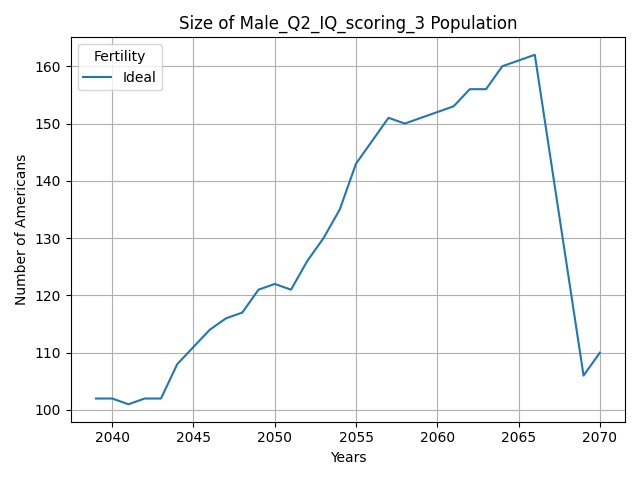 Size of Male_Q2_IQ_scoring_3 Population
Fertility
Ideal
Number of Americans
160
150
140
130
120
110
100
2040 2045 2050 2055 2060 2065 2070
Years